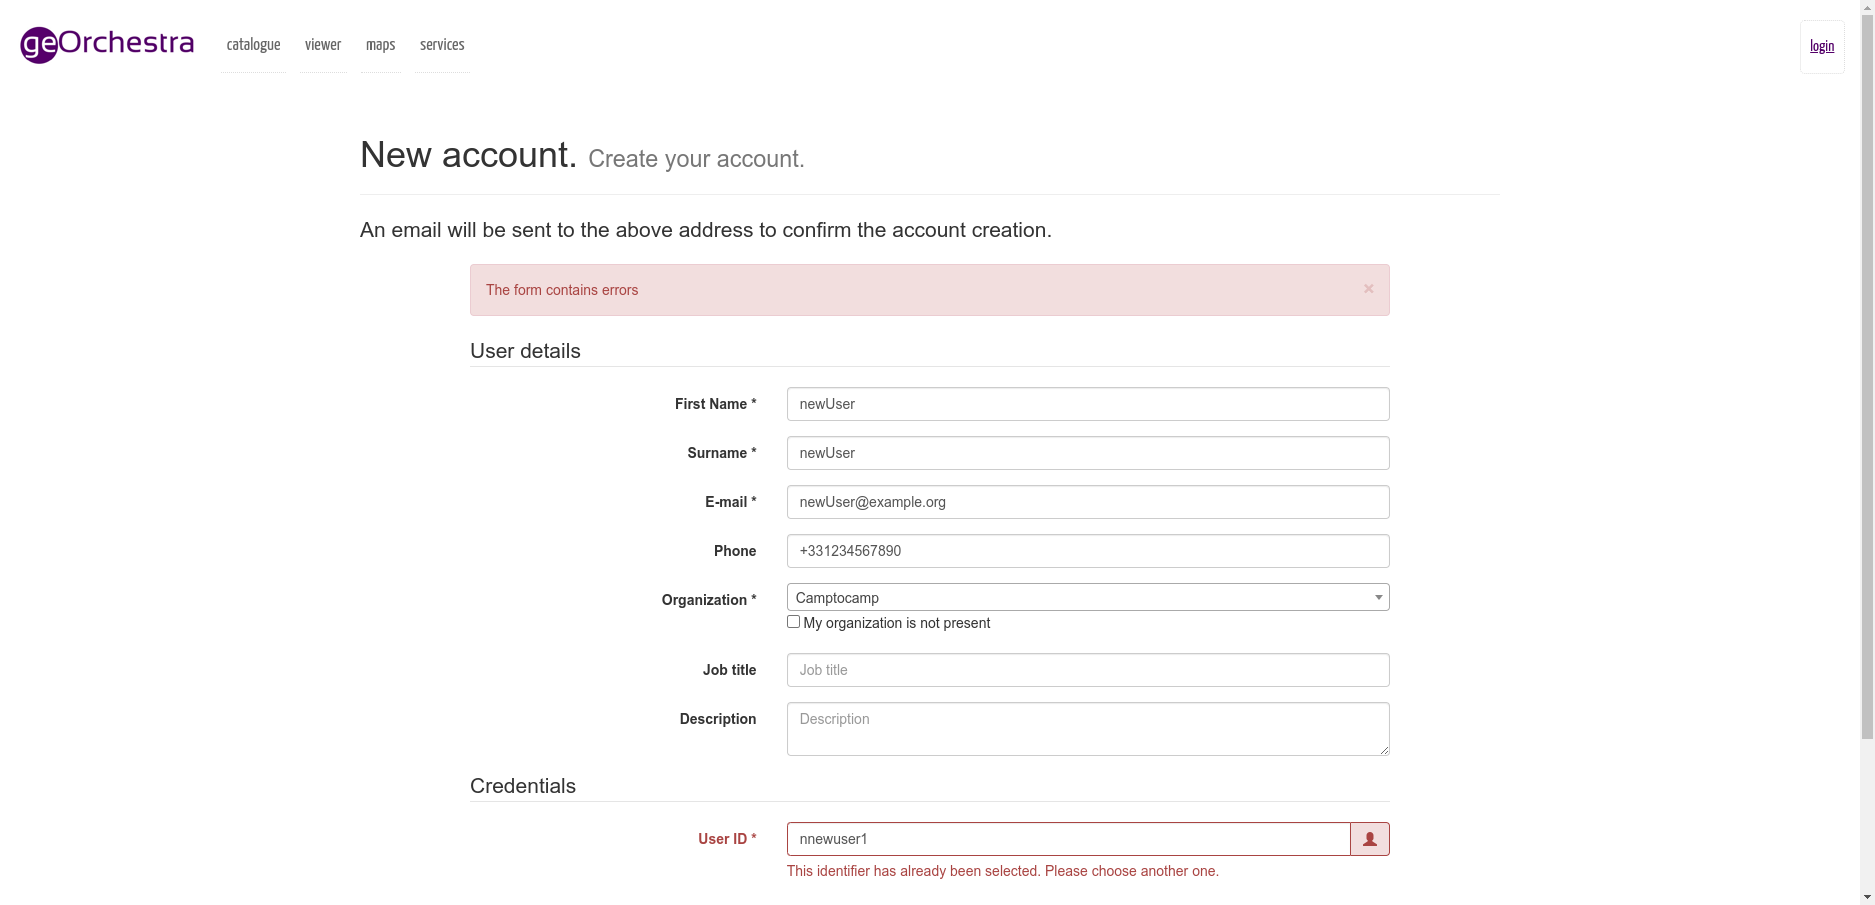 geOrchestra
catalogue viewer maps services
login
New account. Create your account.
An email will be sent to the above address to confirm the account creation.
The form contains errors ×
User details
First Name * newUser
Surname * newUser
E-mail * newUser@example.org
Phone +331234567890
Organization * Camptocamp
My organization is not present
Job title Job title
Description Description
Credentials
User ID * nnewuser1
This identifier has already been selected. Please choose another one.